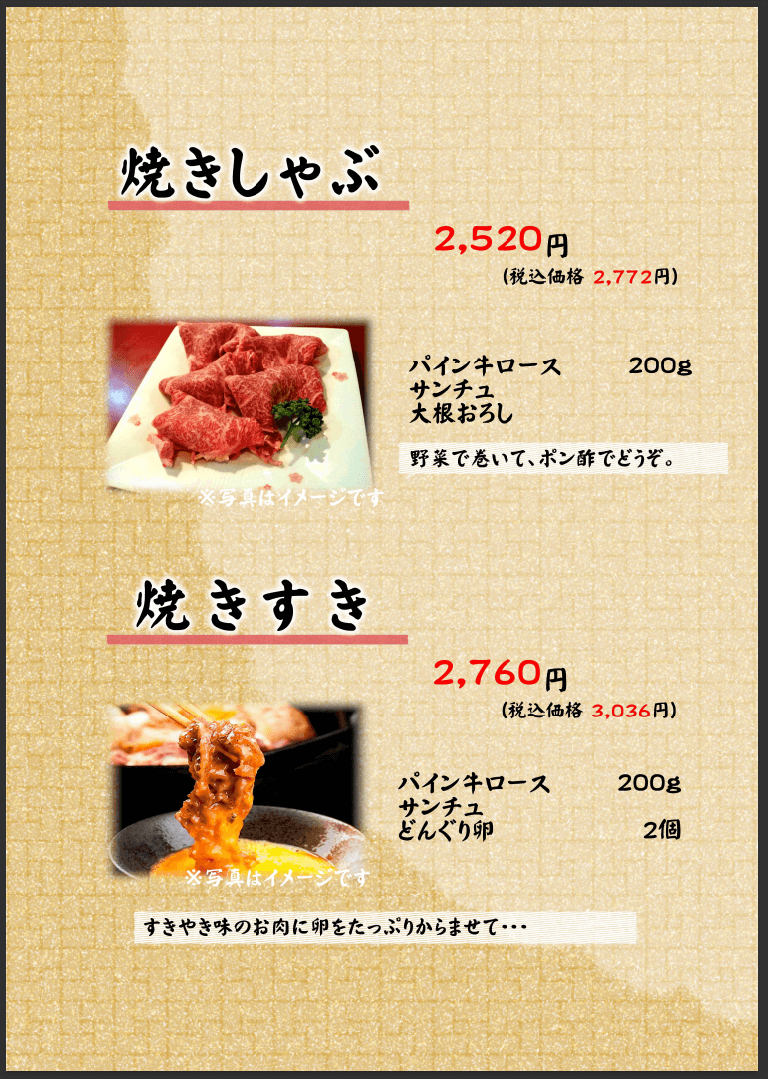 焼きしゃぶ
2,520円
(税込価格 2,772円)
パイン牛ロース 200g
サンチュ
大根おろし
野菜で巻いて、ポン酢でどうぞ。
※写真はイメージです
焼きすき
2,760円
(税込価格 3,036円)
パイン牛ロース 200g
サンチュ
どんぐり卵 2個
※写真はイメージです
すきやき味のお肉に卵をたっぷりからませて・・・